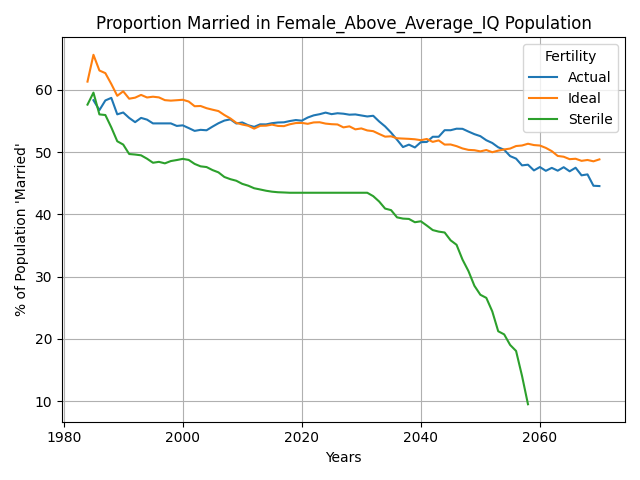 Proportion Married in Female_Above_Average_IQ Population
% of Population 'Married'
60
50
40
30
20
10
Fertility
Actual
Ideal
Sterile
1980
2000
2020
2040
2060
Years